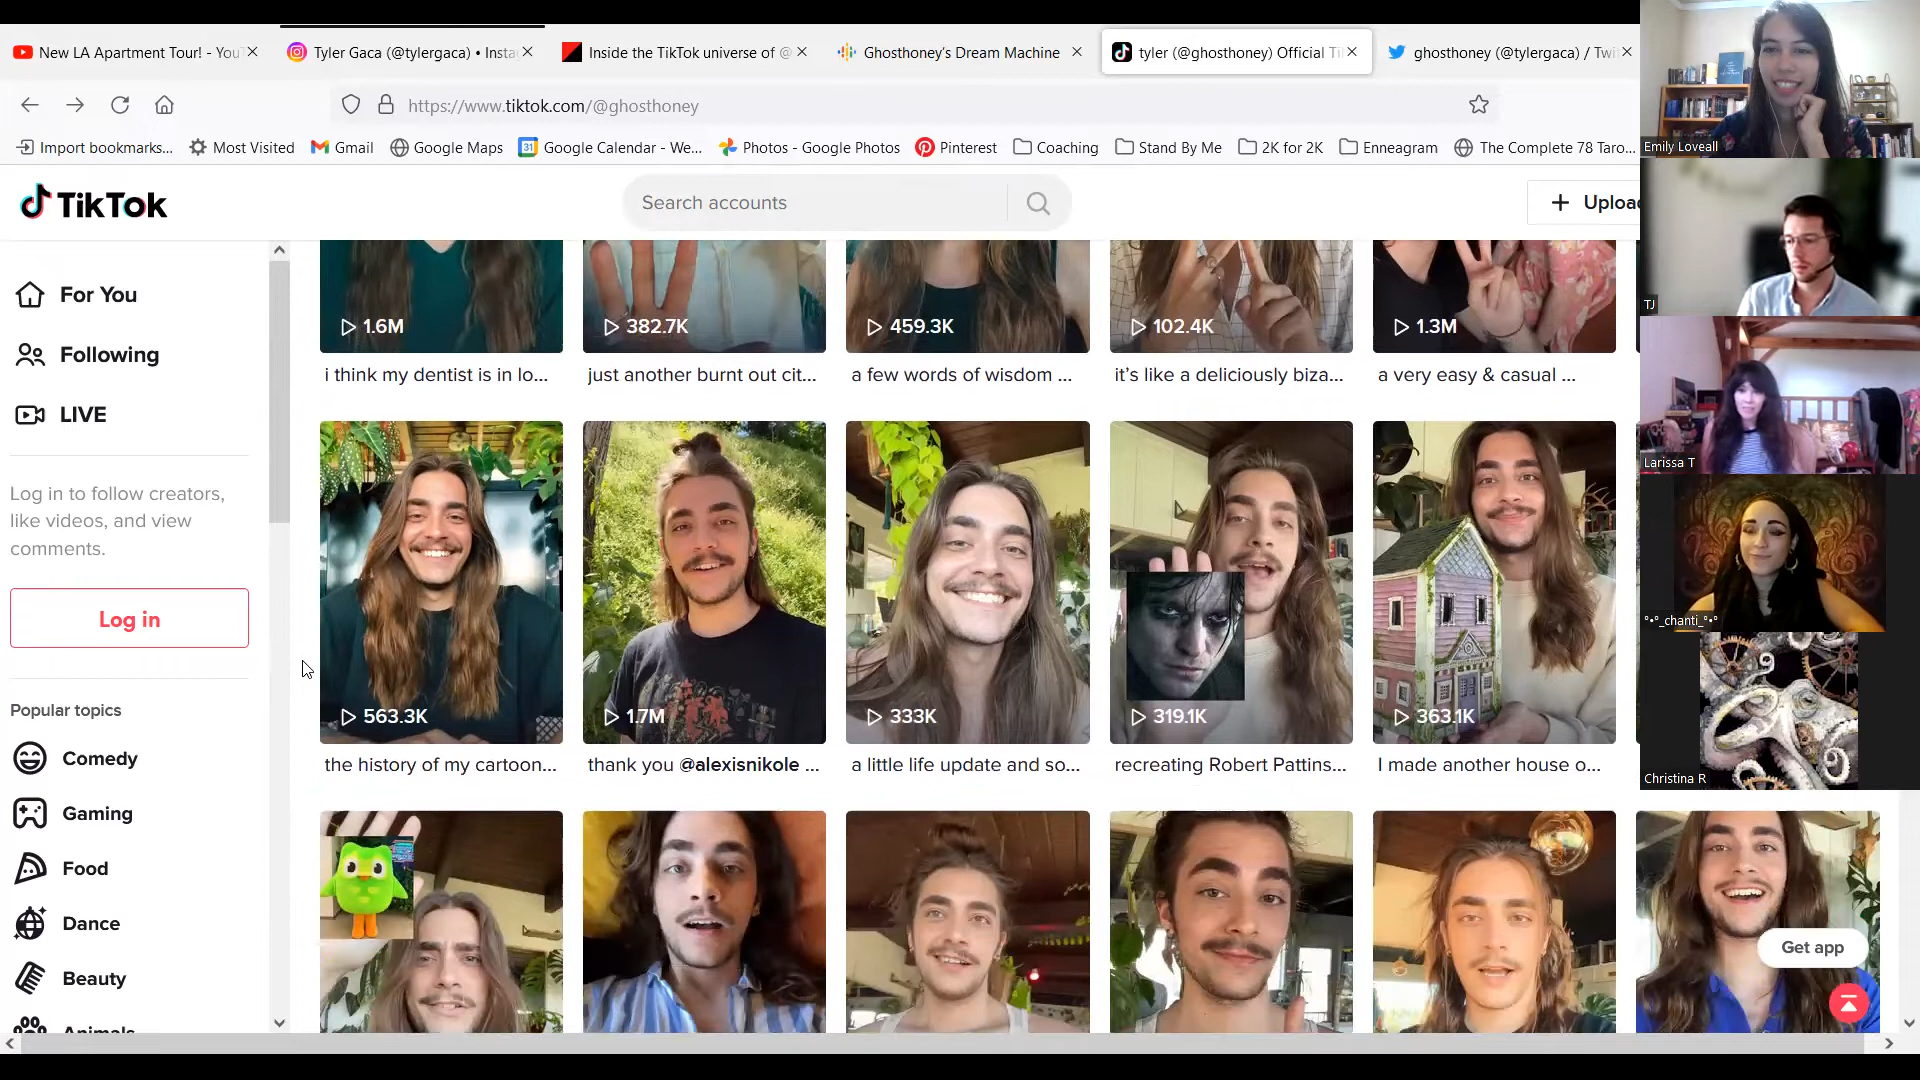 New LA Apartment Tour! - YouT
Tyler Gaca (@tylergaca) • Insta
Inside the TikTok universe of @
Ghosthoney's Dream Machine
tyler (@ghosthoney) Official Ti
ghosthoney (@tylergaca) / Twi
https://www.tiktok.com/@ghosthoney
Import bookmarks...
Most Visited
Gmail
Google Maps
31
Google Calendar - We...
Photos - Google Photos
Pinterest
Coaching
Stand By Me
2K for 2K
Enneagram
The Complete 78 Taro...
TikTok
Search accounts
+ Upload
For You
Following
LIVE
Log in to follow creators,
like videos, and view
comments.
Log in
Popular topics
Comedy
Gaming
Food
Dance
Beauty
Animals
1.6M
382.7K
459.3K
102.4K
1.3M
i think my dentist is in lo...
just another burnt out cit...
a few words of wisdom ...
it's like a deliciously biza...
a very easy & casual ...
563.3K
1.7M
333K
319.1K
363.1K
the history of my cartoon...
thank you @alexisnikole ...
a little life update and so...
recreating Robert Pattins...
I made another house o...
Get app
Emily Loveall
TJ
Larissa T
°•°_chanti_°•°
Christina R